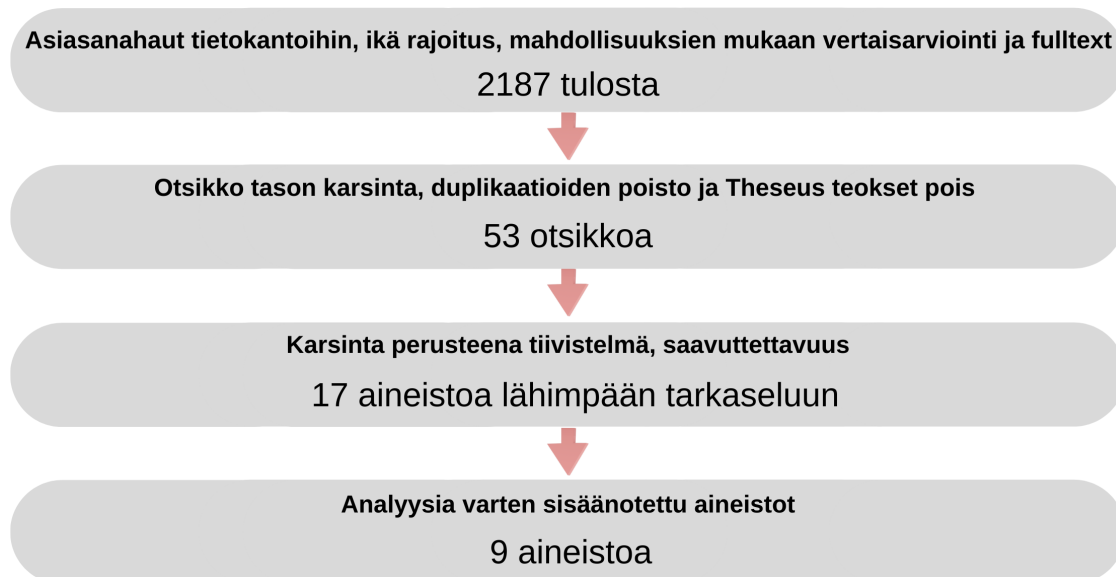 Asiasanahaut tietokantoihin, ikä rajoitus, mahdollisuuksien mukaan vertaisarviointi ja fulltext
2187 tulosta
Otsikko tason karsinta, duplikaatioiden poisto ja Theseus teokset pois
53 otsikkoa
Karsinta perusteena tiivistelmä, saavuttettavuus
17 aineistoa lähimpään tarkaseluun
Analyysia varten sisäänotettu aineistot
9 aineistoa